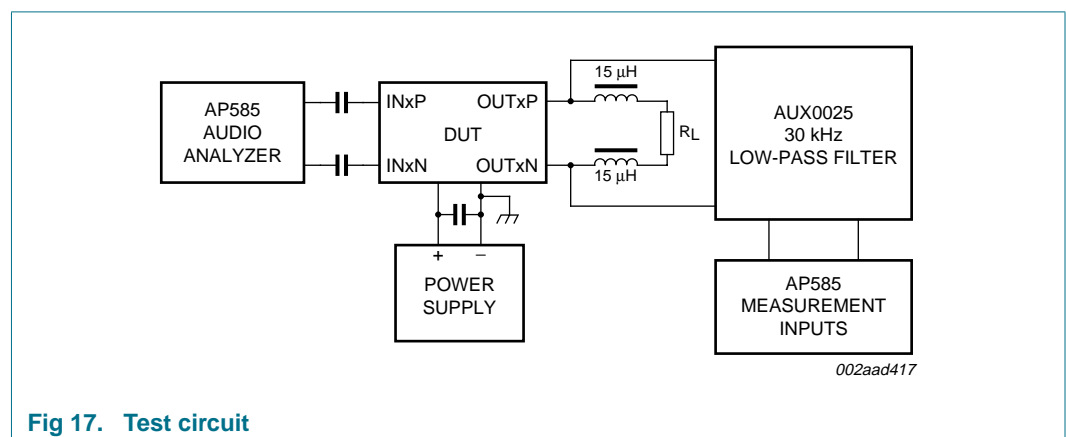 AP585
AUDIO
ANALYZER
INxP
INxN
DUT
OUTxP
OUTxN
15 μH
15 μH
RL
AUX0025
30 kHz
LOW-PASS FILTER
+
−
POWER
SUPPLY
AP585
MEASUREMENT
INPUTS
002aad417
Fig 17. Test circuit